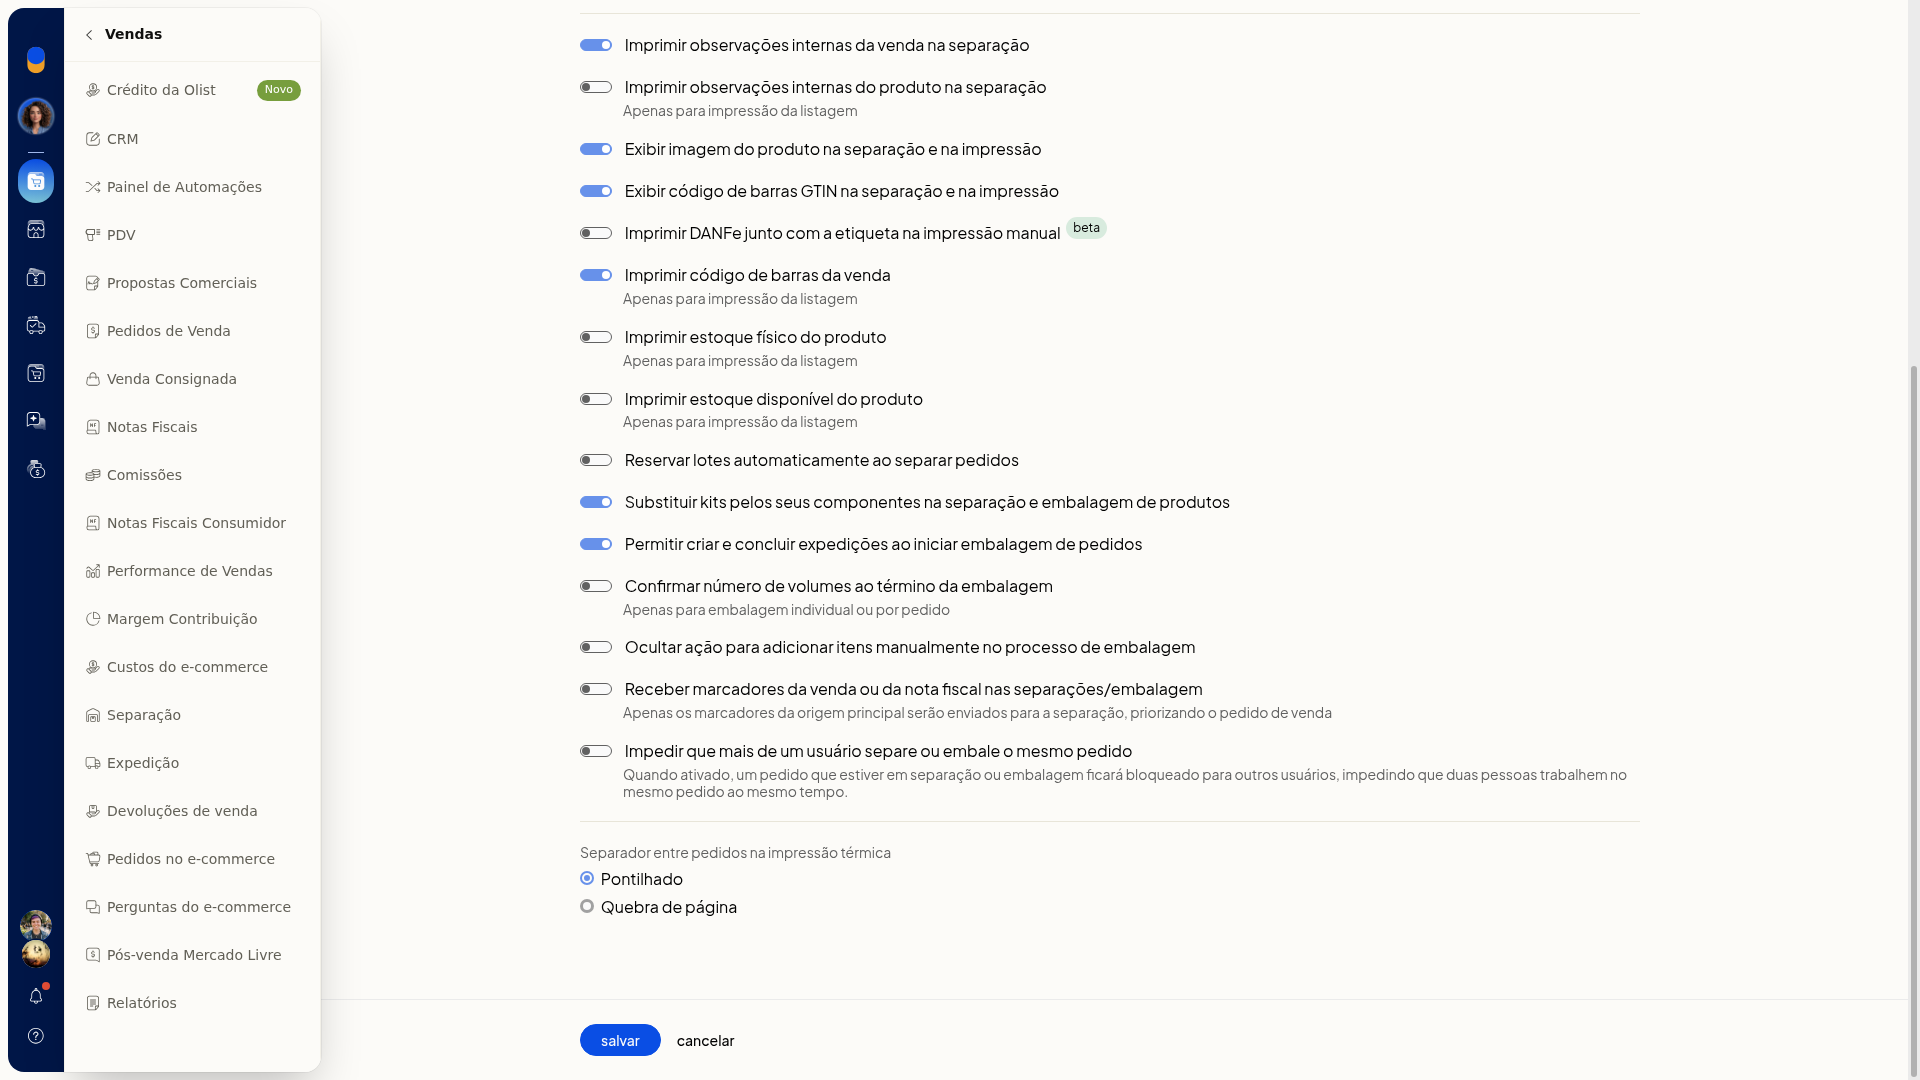 Vendas
Crédito da Olist Novo
CRM
Painel de Automações
PDV
Propostas Comerciais
Pedidos de Venda
Venda Consignada
Notas Fiscais
Comissões
Notas Fiscais Consumidor
Performance de Vendas
Margem Contribuição
Custos do e-commerce
Separação
Expedição
Devoluções de venda
Pedidos no e-commerce
Perguntas do e-commerce
Pós-venda Mercado Livre
Relatórios
Imprimir observações internas da venda na separação
Imprimir observações internas do produto na separação
Apenas para impressão da listagem
Exibir imagem do produto na separação e na impressão
Exibir código de barras GTIN na separação e na impressão
Imprimir DANFe junto com a etiqueta na impressão manual beta
Imprimir código de barras da venda
Apenas para impressão da listagem
Imprimir estoque físico do produto
Apenas para impressão da listagem
Imprimir estoque disponível do produto
Apenas para impressão da listagem
Reservar lotes automaticamente ao separar pedidos
Substituir kits pelos seus componentes na separação e embalagem de produtos
Permitir criar e concluir expedições ao iniciar embalagem de pedidos
Confirmar número de volumes ao término da embalagem
Apenas para embalagem individual ou por pedido
Ocultar ação para adicionar itens manualmente no processo de embalagem
Receber marcadores da venda ou da nota fiscal nas separações/embalagem
Apenas os marcadores da origem principal serão enviados para a separação, priorizando o pedido de venda
Impedir que mais de um usuário separe ou embale o mesmo pedido
Quando ativado, um pedido que estiver em separação ou embalagem ficará bloqueado para outros usuários, impedindo que duas pessoas trabalhem no
mesmo pedido ao mesmo tempo.
Separador entre pedidos na impressão térmica
Pontilhado
Quebra de página
salvar cancelar